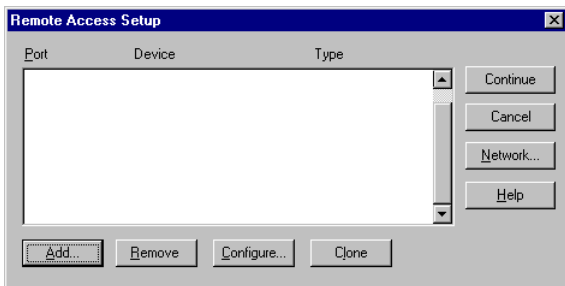 Remote Access Setup
Port Device Type
Continue
Cancel
Network...
Help
Add... Remove Configure... Clone